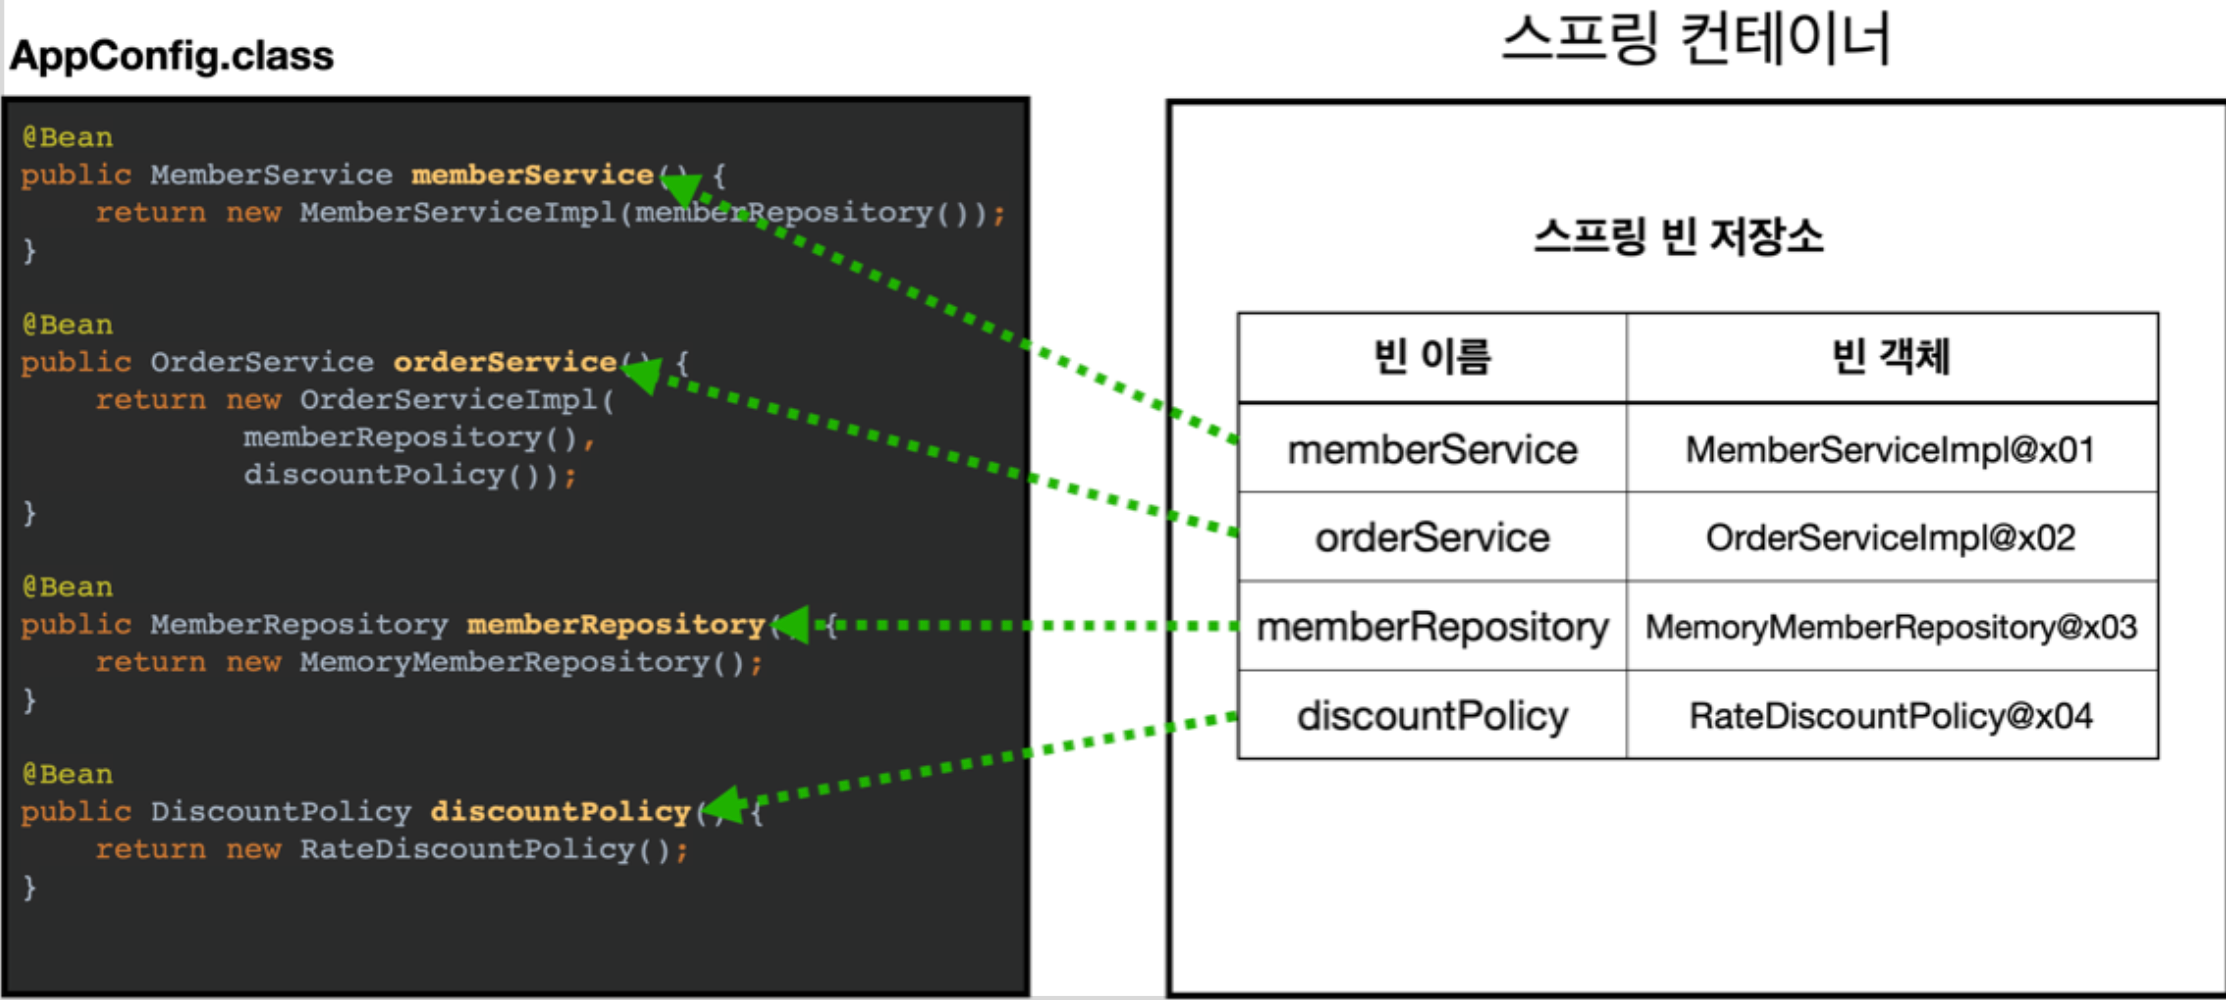 AppConfig.class
@Bean
public MemberService memberService() {
    return new MemberServiceImpl(memberRepository());
}
@Bean
public OrderService orderService() {
    return new OrderServiceImpl(
            memberRepository(),
            discountPolicy());
}
@Bean
public MemberRepository memberRepository() {
    return new MemoryMemberRepository();
}
@Bean
public DiscountPolicy discountPolicy() {
    return new RateDiscountPolicy();
}
스프링 컨테이너
스프링 빈 저장소
빈 이름 빈 객체
memberService MemberServiceImpl@x01
orderService OrderServiceImpl@x02
memberRepository MemoryMemberRepository@x03
discountPolicy RateDiscountPolicy@x04